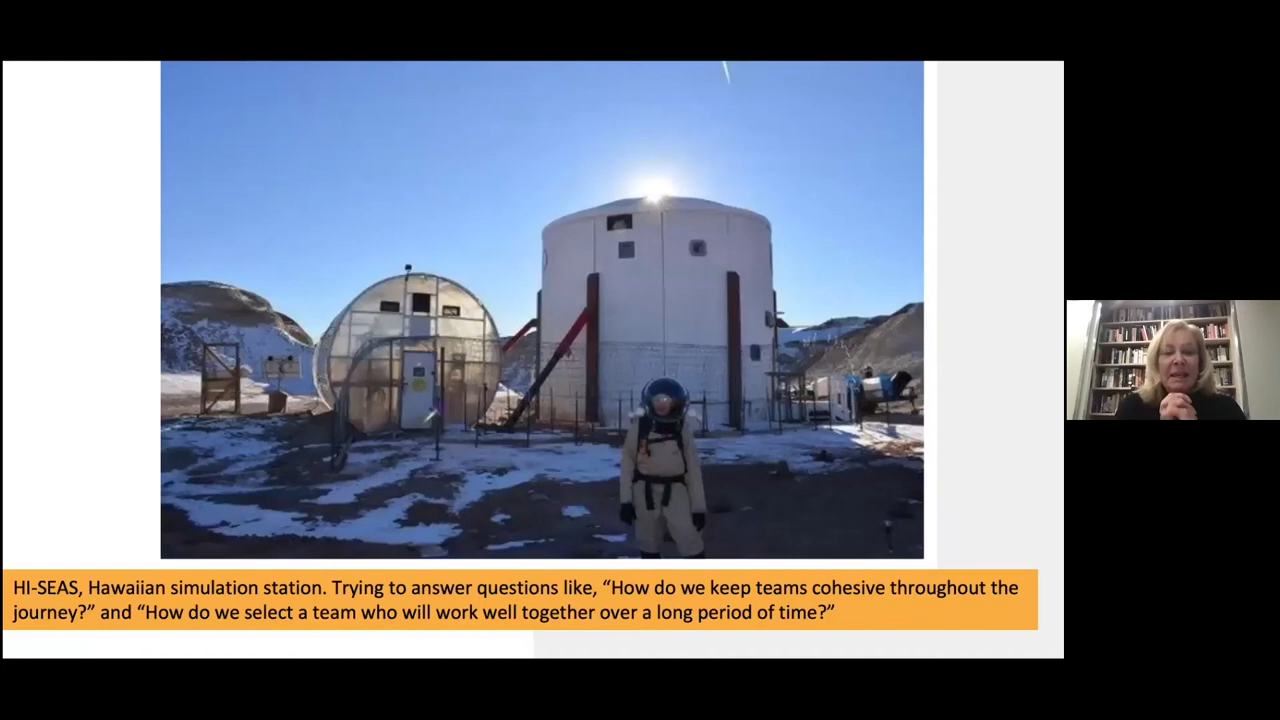 HI-SEAS, Hawaiian simulation station. Trying to answer questions like, “How do we keep teams cohesive throughout the
journey?” and “How do we select a team who will work well together over a long period of time?”